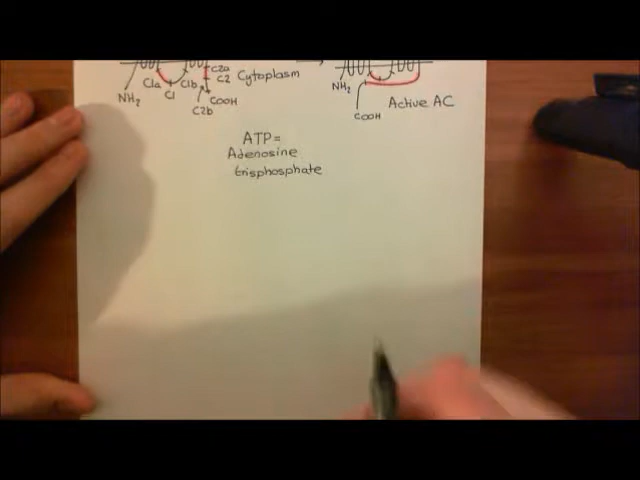 C1a
C1
C1b
C2a
C2
C2b
COOH
NH2
Cytoplasm
NH2
COOH
Active AC
ATP=
Adenosine
trisphosphate